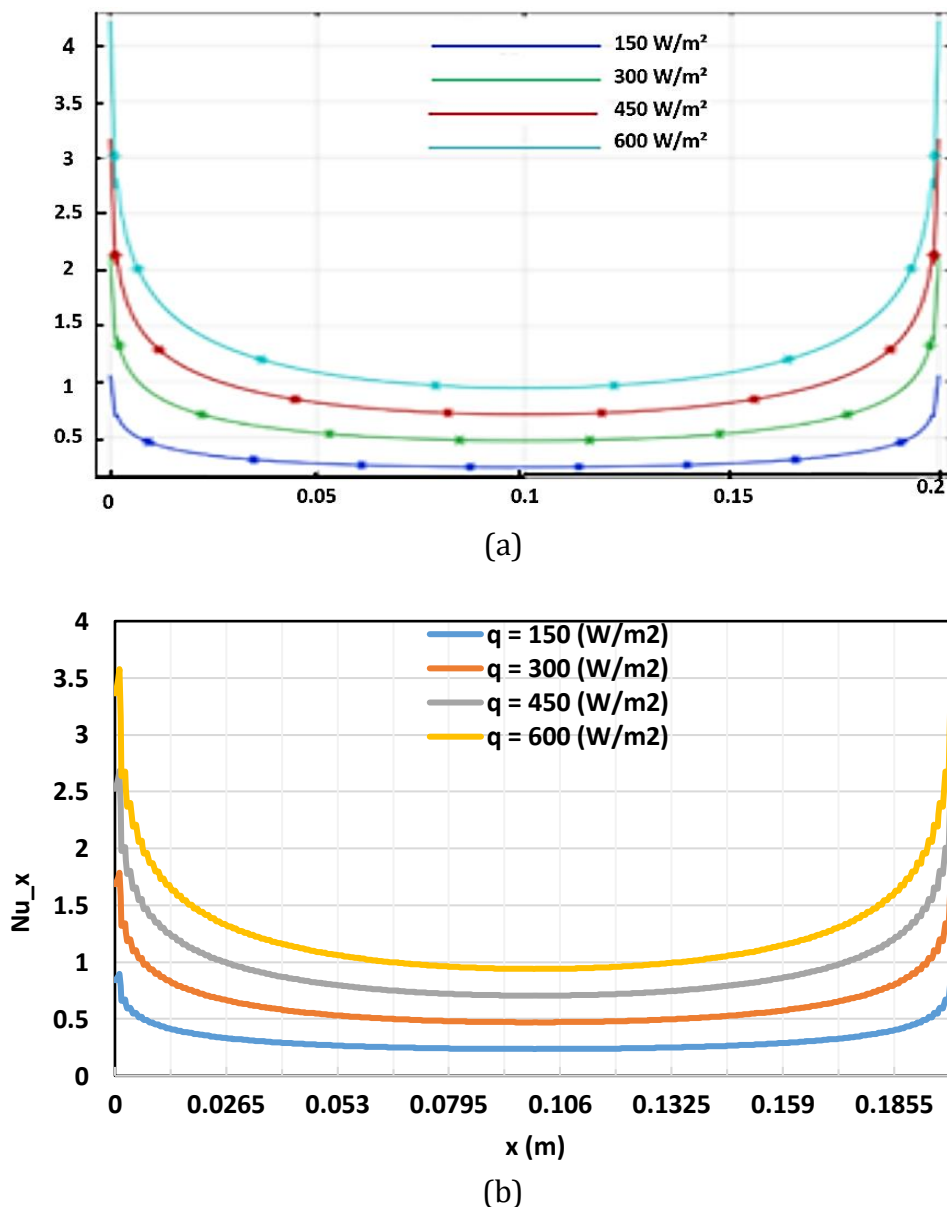 4
3.5
3
2.5
2
1.5
1
0.5
150 W/m²
300 W/m²
450 W/m²
600 W/m²
0 0.05 0.1 0.15 0.2
(a)
4
3.5
3
2.5
2
1.5
1
0.5
0
Nu_x
q = 150 (W/m2)
q = 300 (W/m2)
q = 450 (W/m2)
q = 600 (W/m2)
0 0.0265 0.053 0.0795 0.106 0.1325 0.159 0.1855
x (m)
(b)